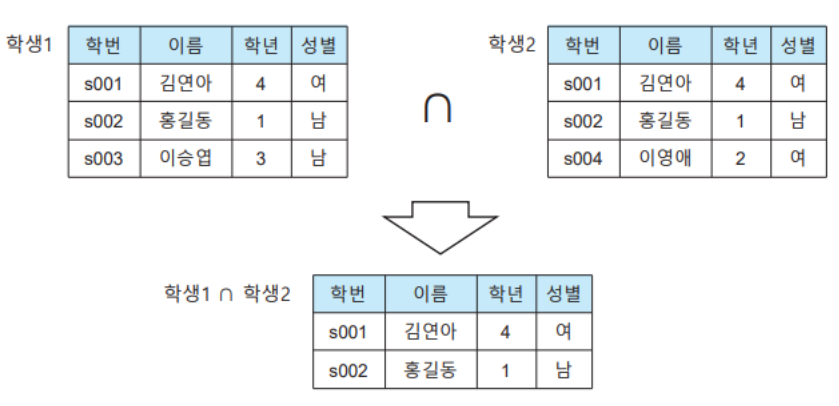 학생1
학번 이름 학년 성별
s001 김연아 4 여
s002 홍길동 1 남
s003 이승엽 3 남
∩
학생2
학번 이름 학년 성별
s001 김연아 4 여
s002 홍길동 1 남
s004 이영애 2 여
학생1 ∩ 학생2
학번 이름 학년 성별
s001 김연아 4 여
s002 홍길동 1 남